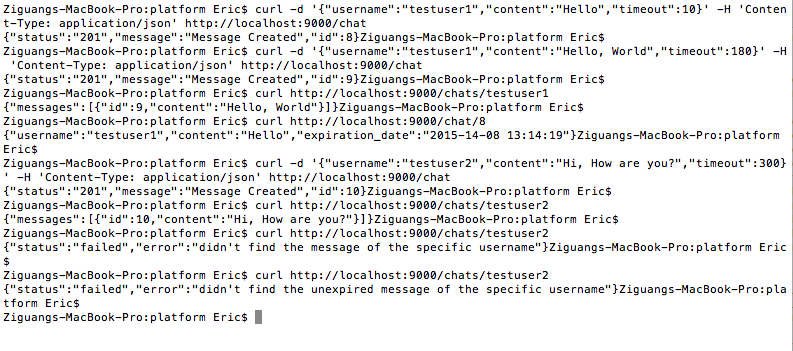 Ziguangs-MacBook-Pro:platform Eric$ curl -d '{"username":"testuser1","content":"Hello","timeout":10}' -H 'Conten
t-Type: application/json' http://localhost:9000/chat
{"status":"201","message":"Message Created","id":8}Ziguangs-MacBook-Pro:platform Eric$
Ziguangs-MacBook-Pro:platform Eric$ curl -d '{"username":"testuser1","content":"Hello, World","timeout":180}' -H
 'Content-Type: application/json' http://localhost:9000/chat
{"status":"201","message":"Message Created","id":9}Ziguangs-MacBook-Pro:platform Eric$
Ziguangs-MacBook-Pro:platform Eric$ curl http://localhost:9000/chats/testuser1
{"messages":[{"id":9,"content":"Hello, World"}]}Ziguangs-MacBook-Pro:platform Eric$
Ziguangs-MacBook-Pro:platform Eric$ curl http://localhost:9000/chat/8
{"username":"testuser1","content":"Hello","expiration_date":"2015-14-08 13:14:19"}Ziguangs-MacBook-Pro:platform
Eric$
Ziguangs-MacBook-Pro:platform Eric$ curl -d '{"username":"testuser2","content":"Hi, How are you?","timeout":300}
' -H 'Content-Type: application/json' http://localhost:9000/chat
{"status":"201","message":"Message Created","id":10}Ziguangs-MacBook-Pro:platform Eric$
Ziguangs-MacBook-Pro:platform Eric$ curl http://localhost:9000/chats/testuser2
{"messages":[{"id":10,"content":"Hi, How are you?"}]}Ziguangs-MacBook-Pro:platform Eric$
Ziguangs-MacBook-Pro:platform Eric$ curl http://localhost:9000/chats/testuser2
{"status":"failed","error":"didn't find the message of the specific username"}Ziguangs-MacBook-Pro:platform Eric
$
Ziguangs-MacBook-Pro:platform Eric$ curl http://localhost:9000/chats/testuser2
{"status":"failed","error":"didn't find the unexpired message of the specific username"}Ziguangs-MacBook-Pro:pla
tform Eric$
Ziguangs-MacBook-Pro:platform Eric$